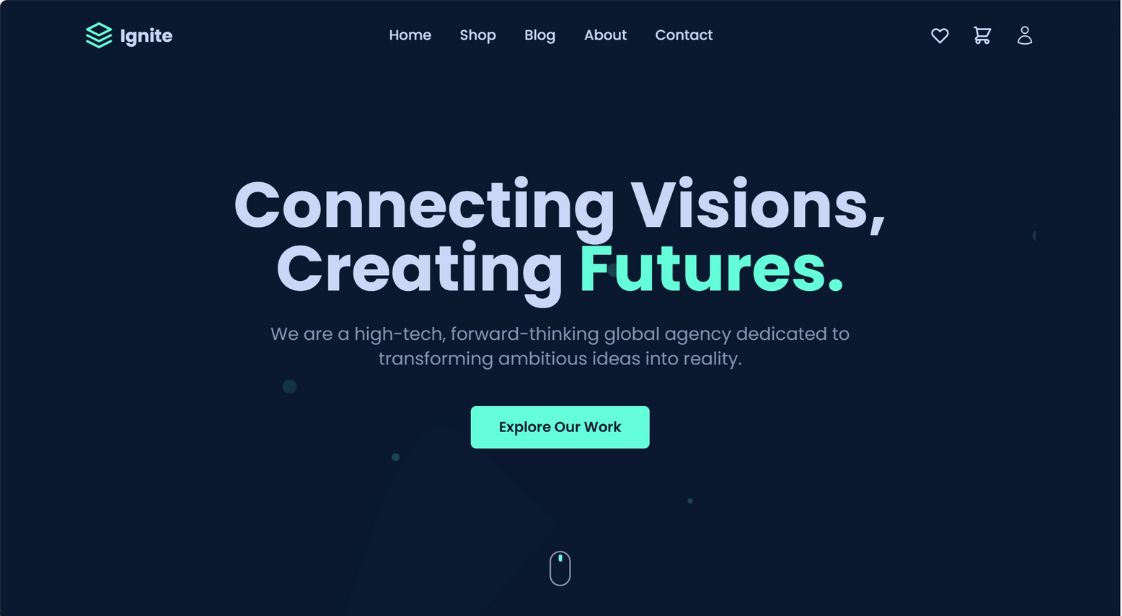 Ignite
Home Shop Blog About Contact
Connecting Visions,
Creating Futures.
We are a high-tech, forward-thinking global agency dedicated to
transforming ambitious ideas into reality.
Explore Our Work